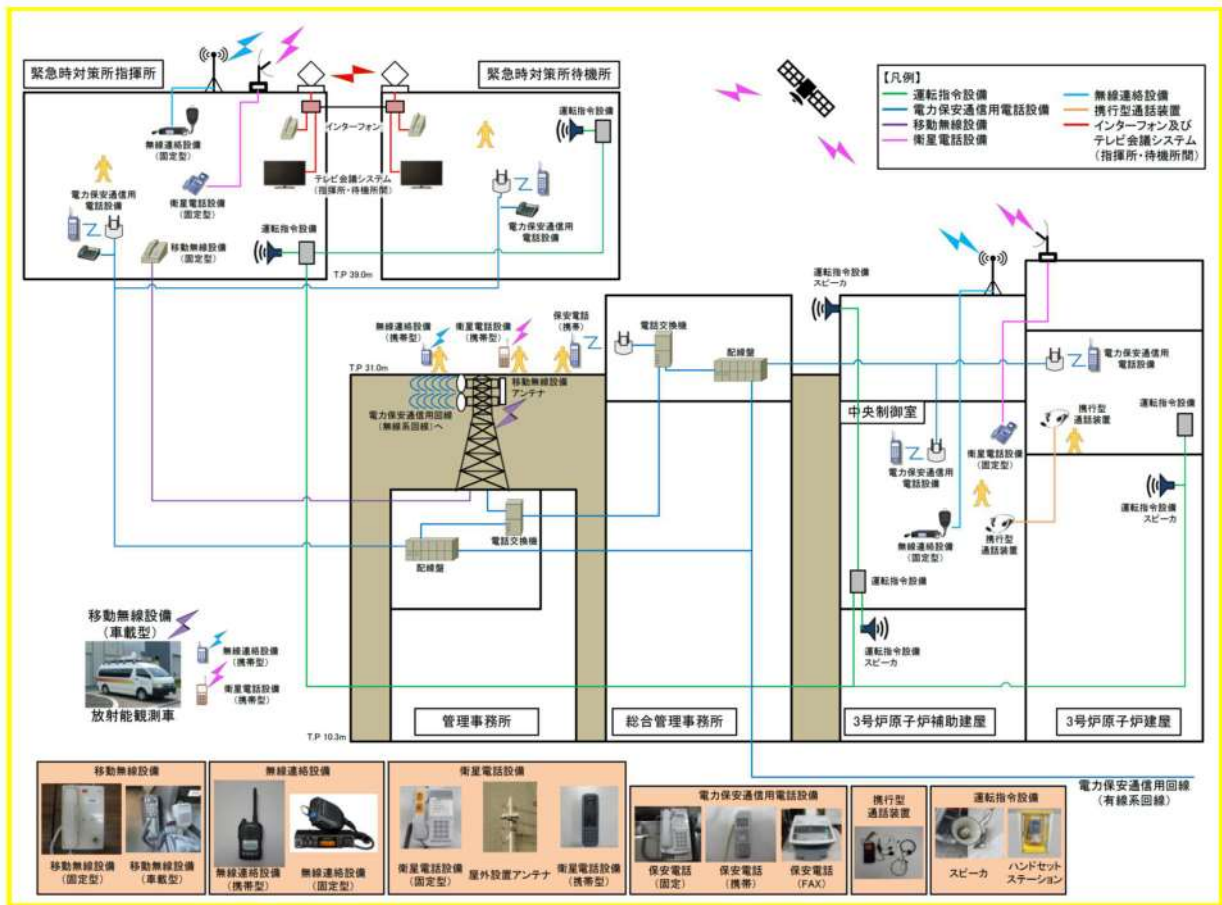 緊急時対策所指揮所
緊急時対策所待機所
運転指令設備
インターフォン
無線連絡設備
(固定型)
テレビ会議システム
(指揮所・待機所間)
電力保安通信用
電話設備
衛星電話設備
(固定型)
移動無線設備
(固定型)
運転指令設備
電力保安通信用
電話設備
T.P 39.0m
【凡例】
運転指令設備
電力保安通信用電話設備
移動無線設備
衛星電話設備
無線連絡設備
携行型通話装置
インターフォン及び
テレビ会議システム
(指揮所・待機所間)
無線連絡設備
(携帯型)
衛星電話設備
(携帯型)
保安電話
(携帯)
T.P 31.0m
移動無線設備
アンテナ
電力保安通信用回線
(無線系回線)へ
電話交換機
配線盤
電話交換機
配線盤
運転指令設備
スピーカ
電力保安通信用
電話設備
中央制御室
携行型
通話装置
運転指令設備
衛星電話設備
(固定型)
電力保安通信用
電話設備
運転指令設備
スピーカ
無線連絡設備
(固定型)
携行型
通話装置
運転指令設備
運転指令設備
スピーカ
移動無線設備
(車載型)
無線連絡設備
(携帯型)
衛星電話設備
(携帯型)
放射能観測車
T.P 10.3m
管理事務所
総合管理事務所
3号炉原子炉補助建屋
3号炉原子炉建屋
電力保安通信用回線
(有線系回線)
移動無線設備
移動無線設備
(固定型)
移動無線設備
(車載型)
無線連絡設備
無線連絡設備
(携帯型)
無線連絡設備
(固定型)
衛星電話設備
衛星電話設備
(固定型)
屋外設置アンテナ
衛星電話設備
(携帯型)
電力保安通信用電話設備
保安電話
(固定)
保安電話
(携帯)
保安電話
(FAX)
携行型
通話装置
運転指令設備
スピーカ
ハンドセット
ステーション